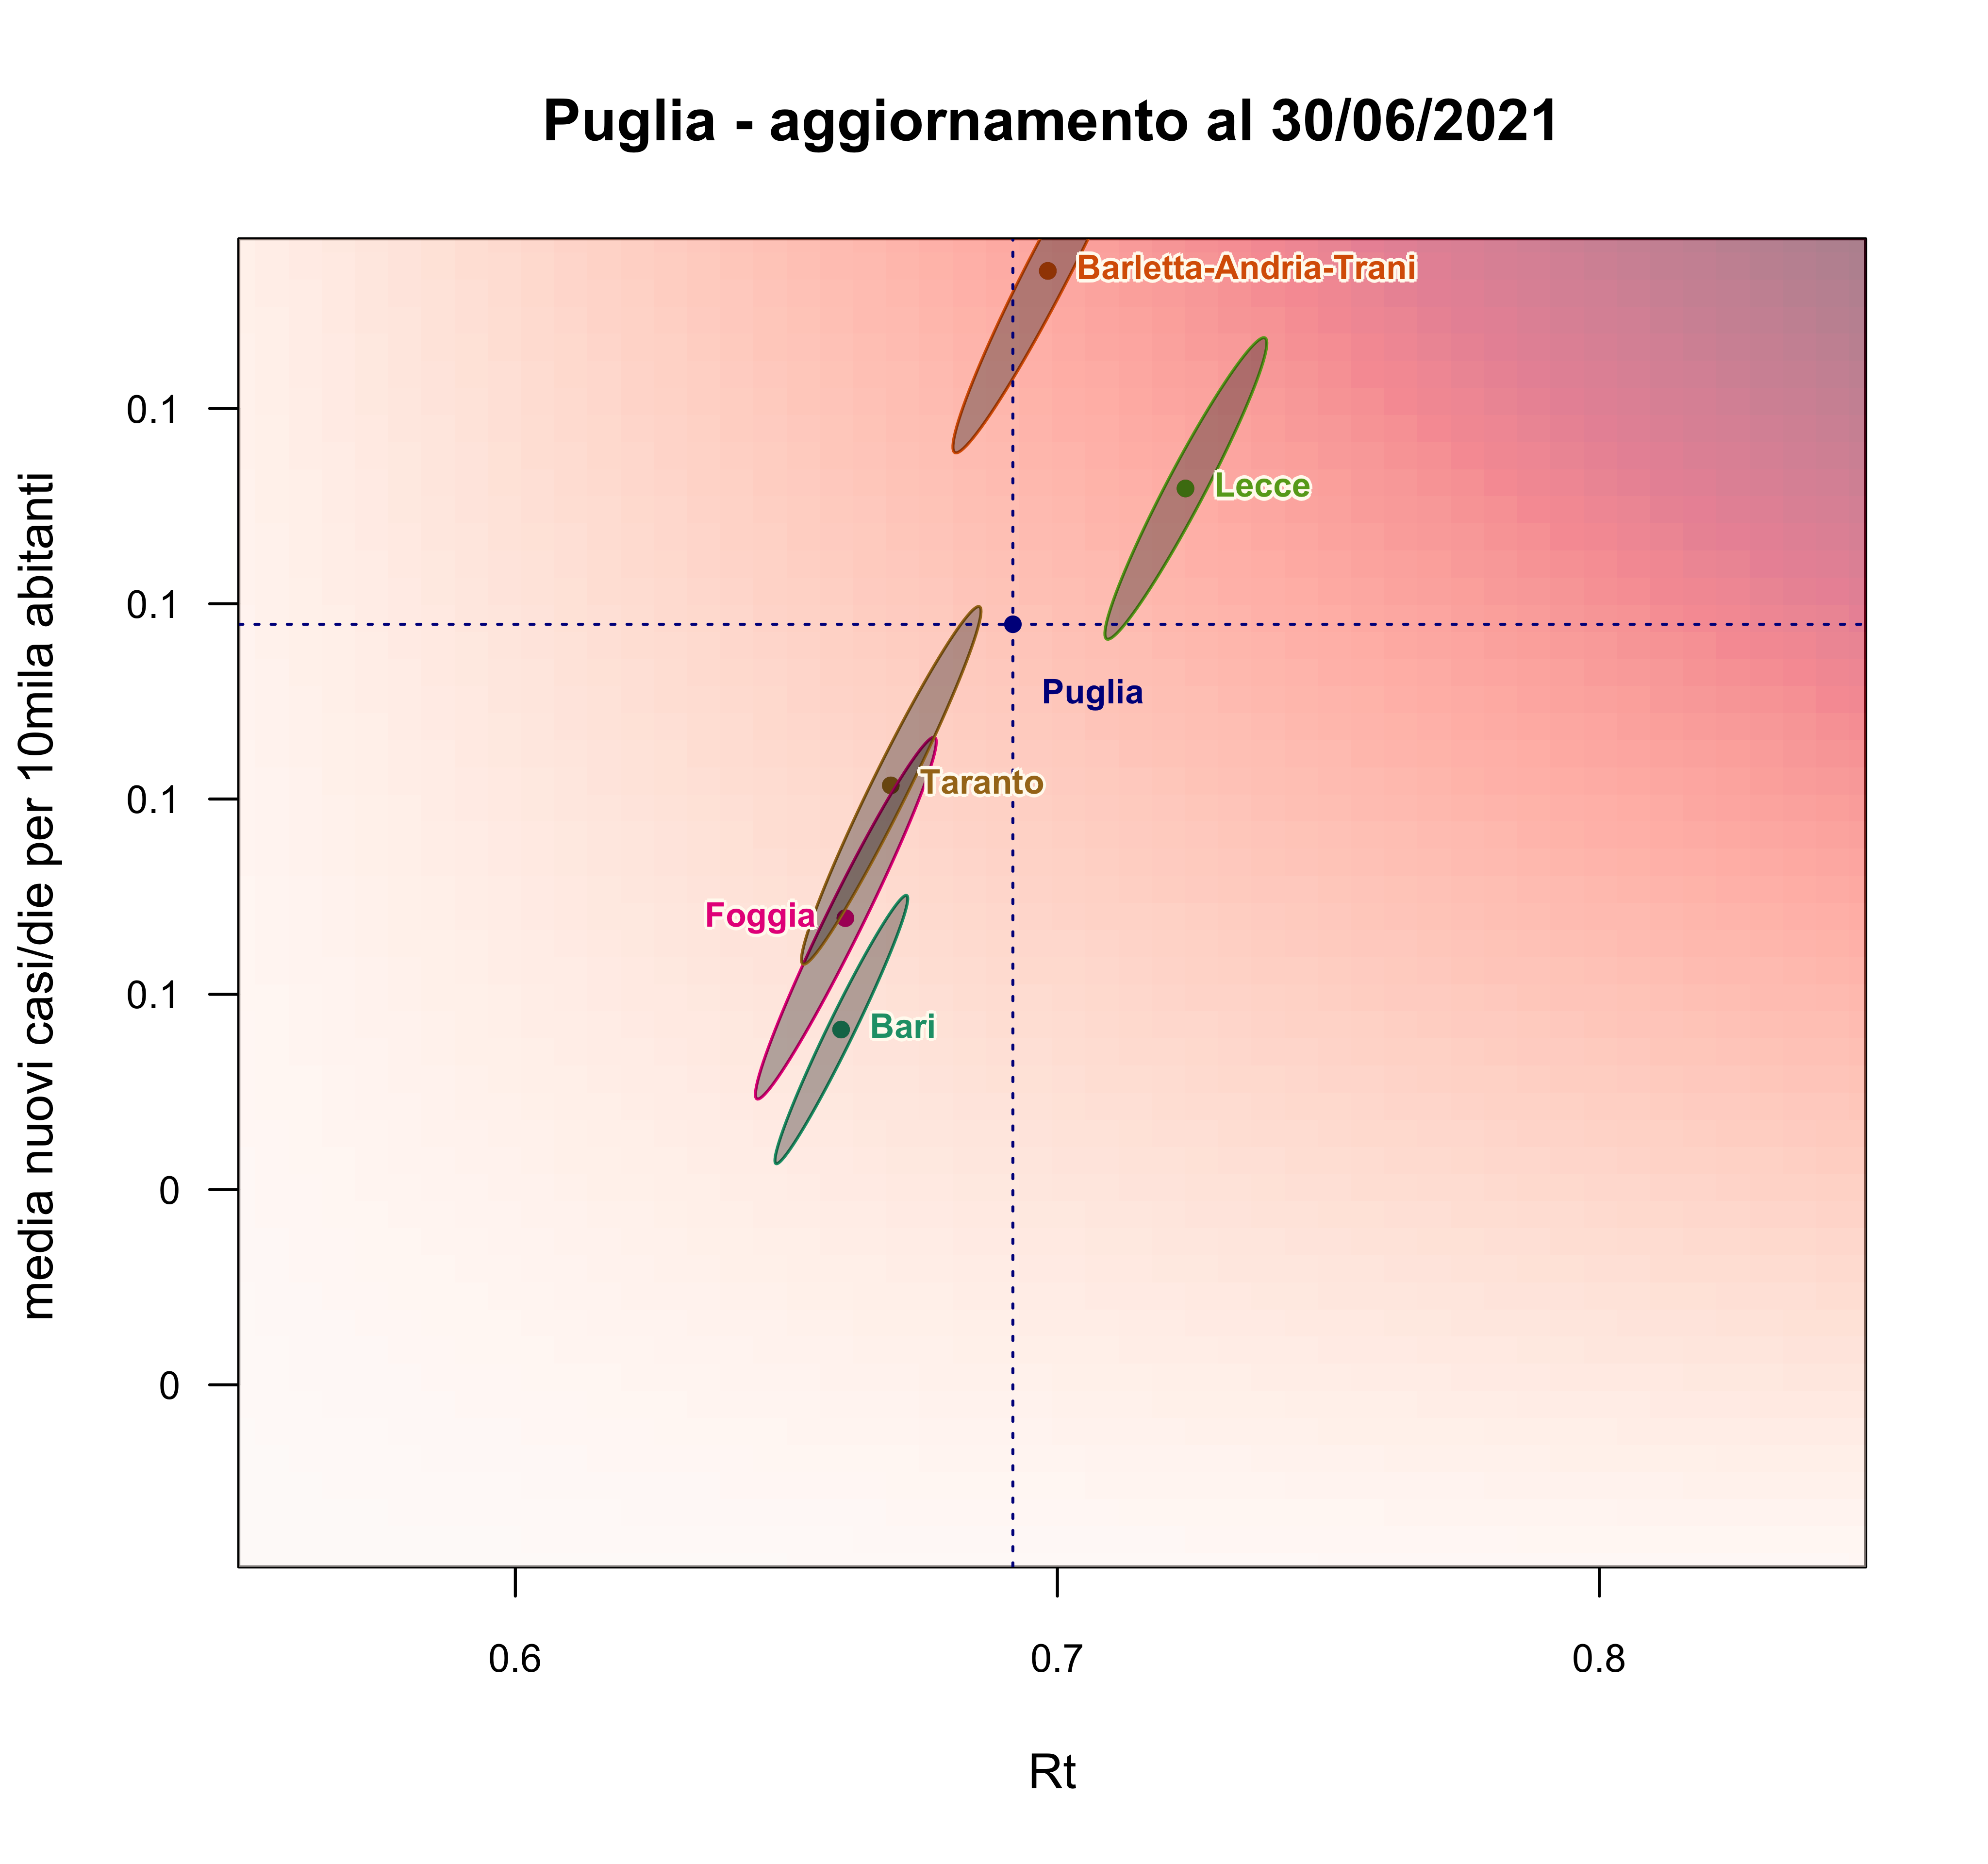 Puglia - aggiornamento al 30/06/2021
media nuovi casi/die per 10mila abitanti
0.1
0.1
0.1
0.1
0
0
Barletta-Andria-Trani
Lecce
Puglia
Taranto
Foggia
Bari
0.6
0.7
0.8
Rt